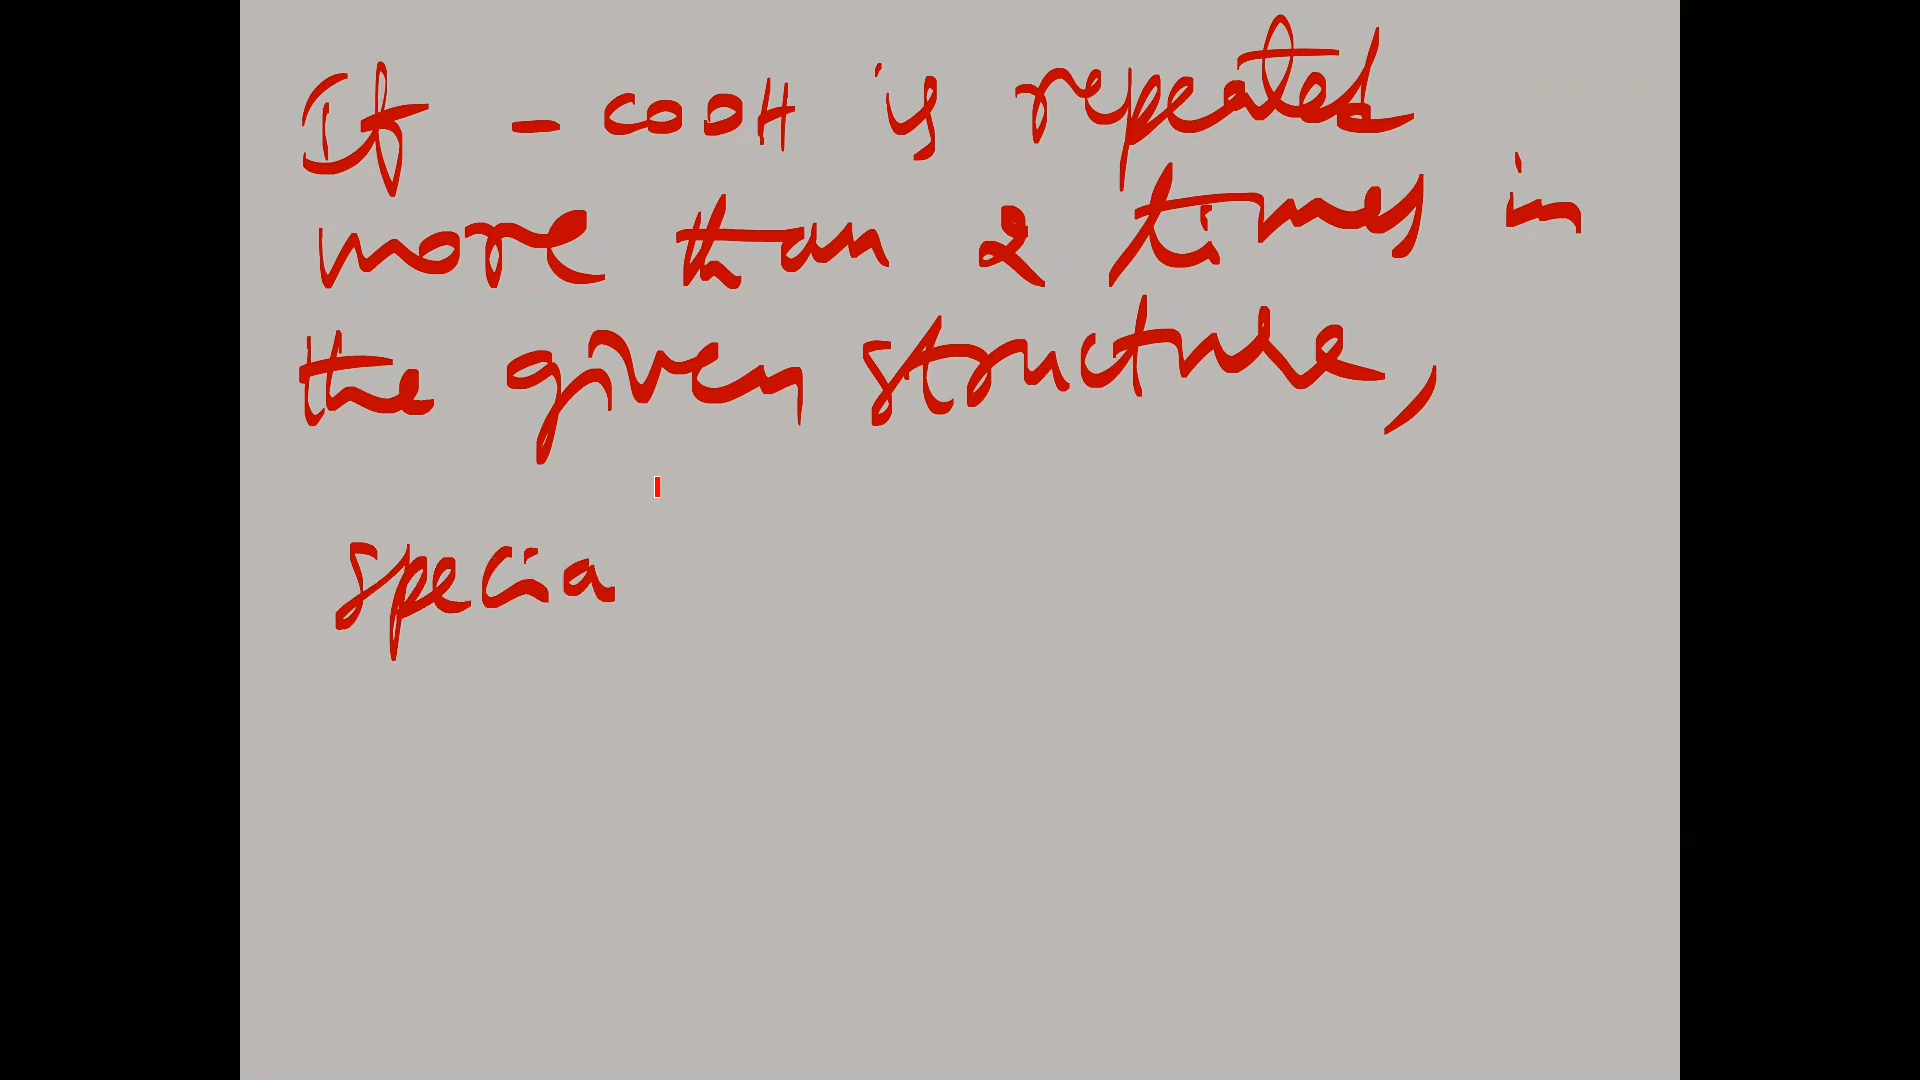 If - COOH is repeated
more than 2 times in
the given structure,
specia